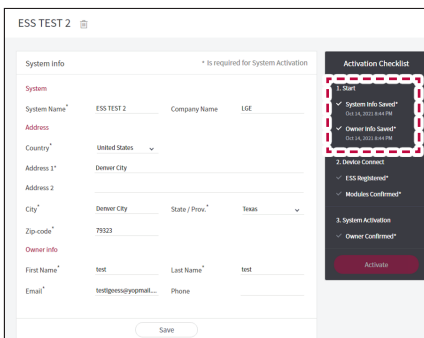 ESS TEST 2
System Info * Is required for System Activation
System
System Name* ESS TEST 2 Company Name LGE
Address
Country* United States
Address 1* Denver City
Address 2
City* Denver City State / Prov.* Texas
Zip-code* 79323
Owner info
First Name* test Last Name* test
Email* testlgeess@yopmail.... Phone
Save
Activation Checklist
1. Start
System Info Saved*
Oct 14, 2021 8:44 PM
Owner Info Saved*
Oct 14, 2021 8:44 PM
2. Device Connect
ESS Registered*
Modules Confirmed*
3. System Activation
Owner Confirmed*
Activate